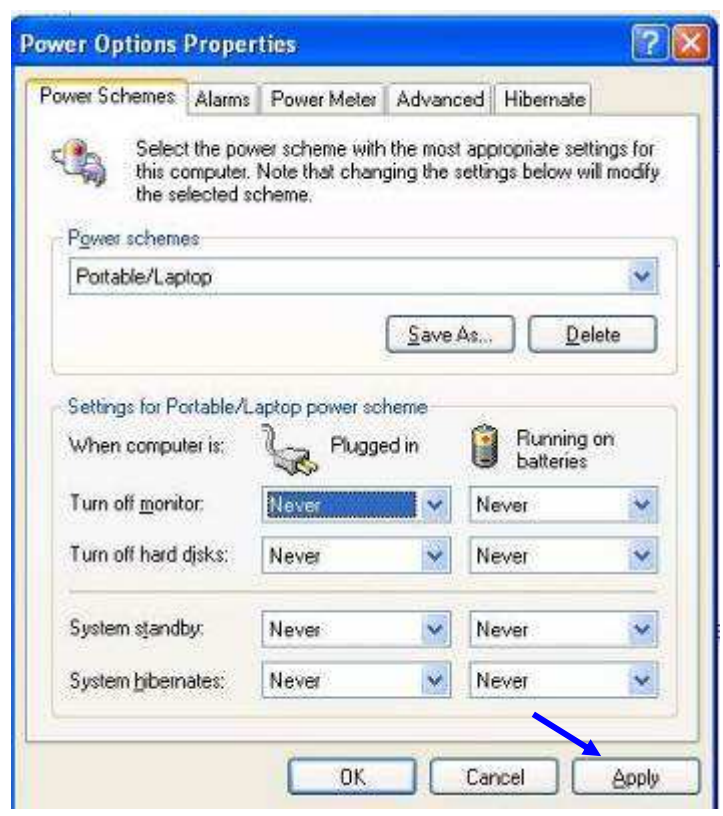 Power Options Properties
Power Schemes Alarms Power Meter Advanced Hibernate
Select the power scheme with the most appropriate settings for
this computer. Note that changing the settings below will modify
the selected scheme.
Power schemes
Portable/Laptop
Save As... Delete
Settings for Portable/Laptop power scheme
When computer is: Plugged in Running on
batteries
Turn off monitor: Never Never
Turn off hard disks: Never Never
System standby: Never Never
System hibernates: Never Never
OK Cancel Apply